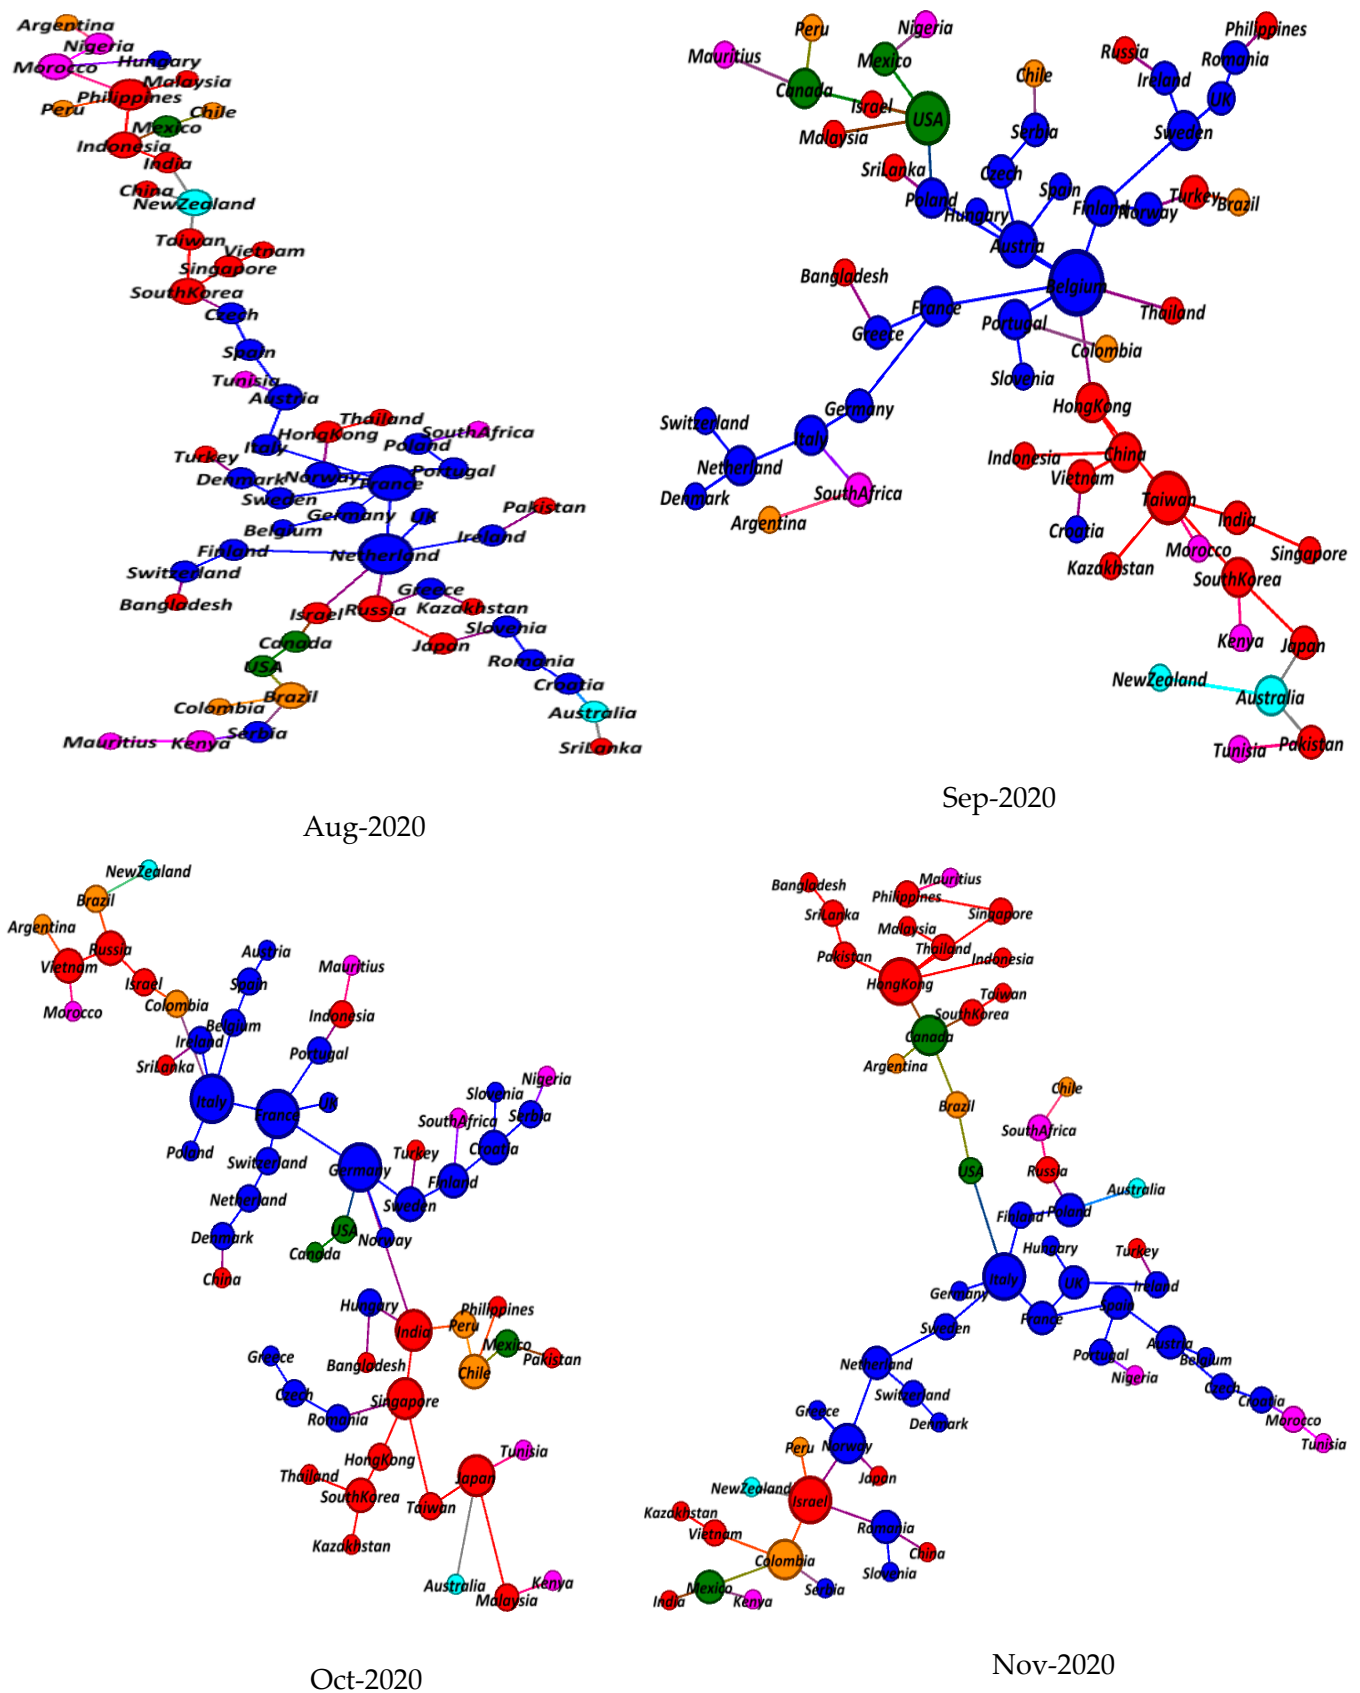 Argentina
Nigeria
Morocco
Hungary
Malaysia
Philippines
Peru
Chile
Mexico
Indonesia
India
China
NewZealand
Taiwan
Vietnam
Singapore
SouthKorea
Czech
Spain
Tunisia
Austria
Thailand
HongKong
SouthAfrica
Italy
Poland
Turkey
Portugal
Denmark
Norway
France
Sweden
Pakistan
Germany
UK
Belgium
Ireland
Finland
Netherland
Switzerland
Greece
Bangladesh
Kazakhstan
Israel
Russia
Slovenia
Canada
Japan
USA
Romania
Croatia
Brazil
Colombia
Australia
Serbia
Mauritius
Kenya
SriLanka
Aug-2020
Peru
Nigeria
Philippines
Mauritius
Mexico
Russia
Romania
Chile
Ireland
Canada
Israel
UK
USA
Malaysia
Serbia
Sweden
SriLanka
Czech
Spain
Poland
Turkey
Brazil
Hungary
Finland
Norway
Austria
Bangladesh
Belgium
France
Thailand
Portugal
Greece
Colombia
Slovenia
HongKong
Germany
Switzerland
Italy
China
Indonesia
Netherland
Vietnam
SouthAfrica
Denmark
Taiwan
Argentina
India
Croatia
Morocco
Singapore
Kazakhstan
SouthKorea
Kenya
Japan
NewZealand
Australia
Tunisia
Pakistan
Sep-2020
NewZealand
Brazil
Argentina
Russia
Austria
Vietnam
Mauritius
Israel
Spain
Colombia
Morocco
Indonesia
Belgium
Ireland
Portugal
SriLanka
Nigeria
Slovenia
Italy
UK
France
Serbia
SouthAfrica
Poland
Turkey
Croatia
Switzerland
Germany
Finland
Netherland
Sweden
USA
Denmark
Norway
Canada
China
Hungary
Philippines
Peru
India
Mexico
Greece
Bangladesh
Pakistan
Chile
Czech
Singapore
Romania
Tunisia
HongKong
Thailand
Japan
SouthKorea
Taiwan
Kazakhstan
Australia
Kenya
Malaysia
Oct-2020
Bangladesh
Mauritius
Philippines
SriLanka
Singapore
Malaysia
Thailand
Pakistan
Indonesia
HongKong
Taiwan
SouthKorea
Canada
Argentina
Chile
Brazil
SouthAfrica
USA
Russia
Australia
Finland
Poland
Hungary
Turkey
Italy
UK
Ireland
Germany
Spain
France
Sweden
Austria
Portugal
Belgium
Netherland
Nigeria
Czech
Switzerland
Croatia
Greece
Denmark
Morocco
Peru
Norway
Tunisia
Japan
NewZealand
Israel
Kazakhstan
Vietnam
Romania
China
Colombia
Slovenia
Mexico
Serbia
India
Kenya
Nov-2020